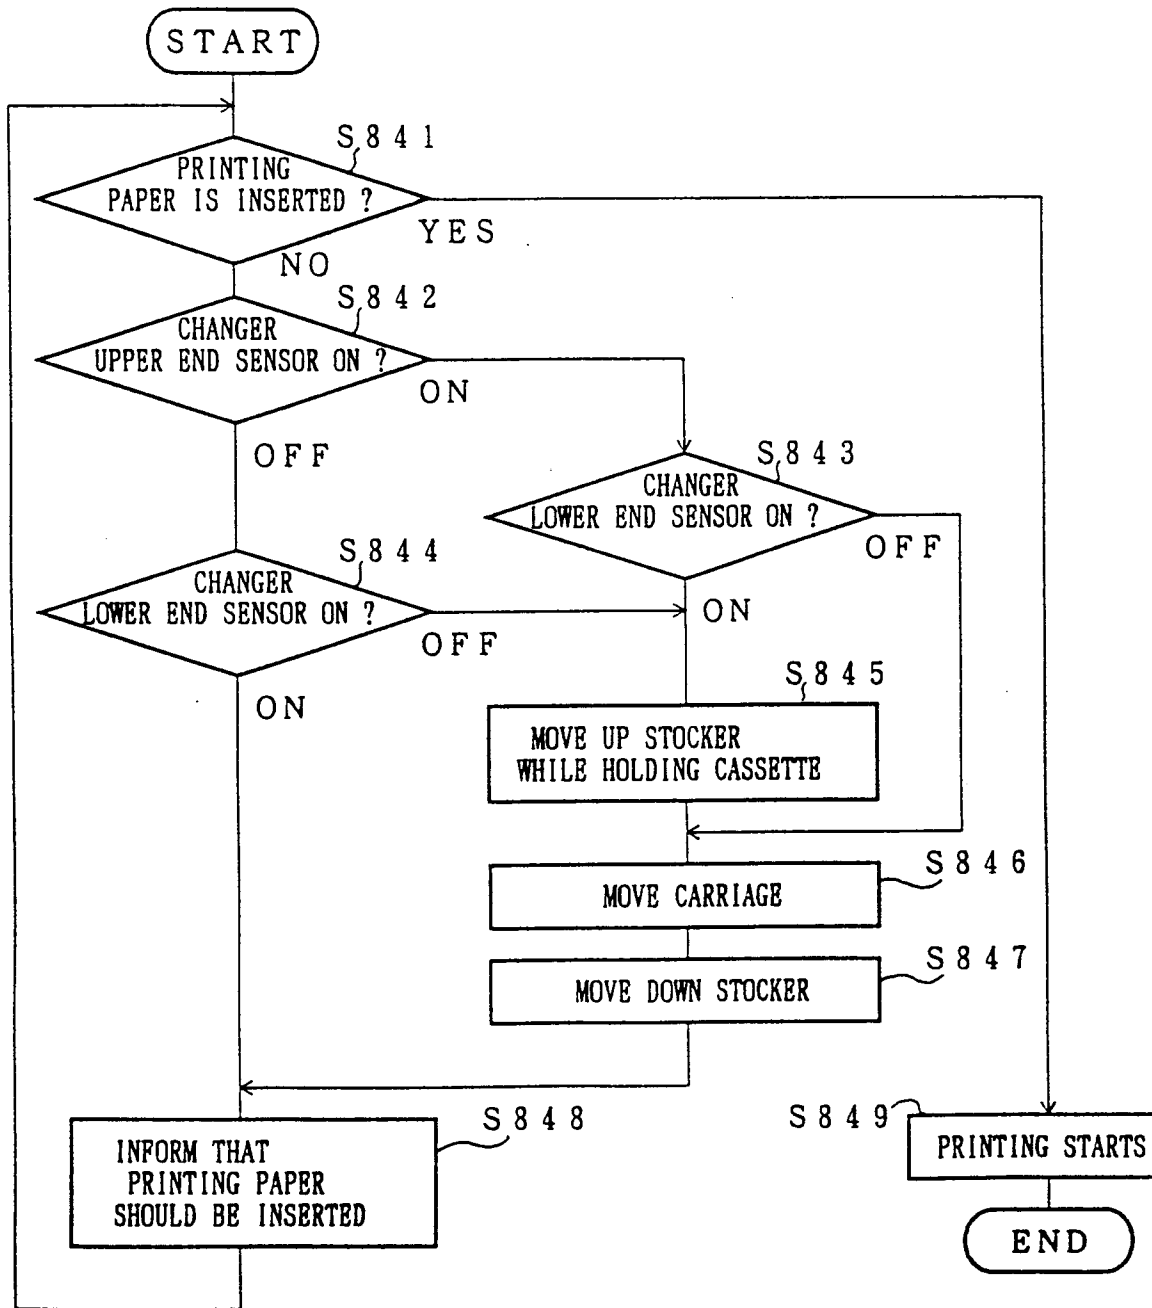 START
S841
PRINTING
PAPER IS INSERTED ?
YES
NO
S842
CHANGER
UPPER END SENSOR ON ?
ON
OFF
S843
CHANGER
LOWER END SENSOR ON ?
OFF
ON
S844
CHANGER
LOWER END SENSOR ON ?
OFF
ON
S845
MOVE UP STOCKER
WHILE HOLDING CASSETTE
S846
MOVE CARRIAGE
S847
MOVE DOWN STOCKER
S848
INFORM THAT
PRINTING PAPER
SHOULD BE INSERTED
S849
PRINTING STARTS
END